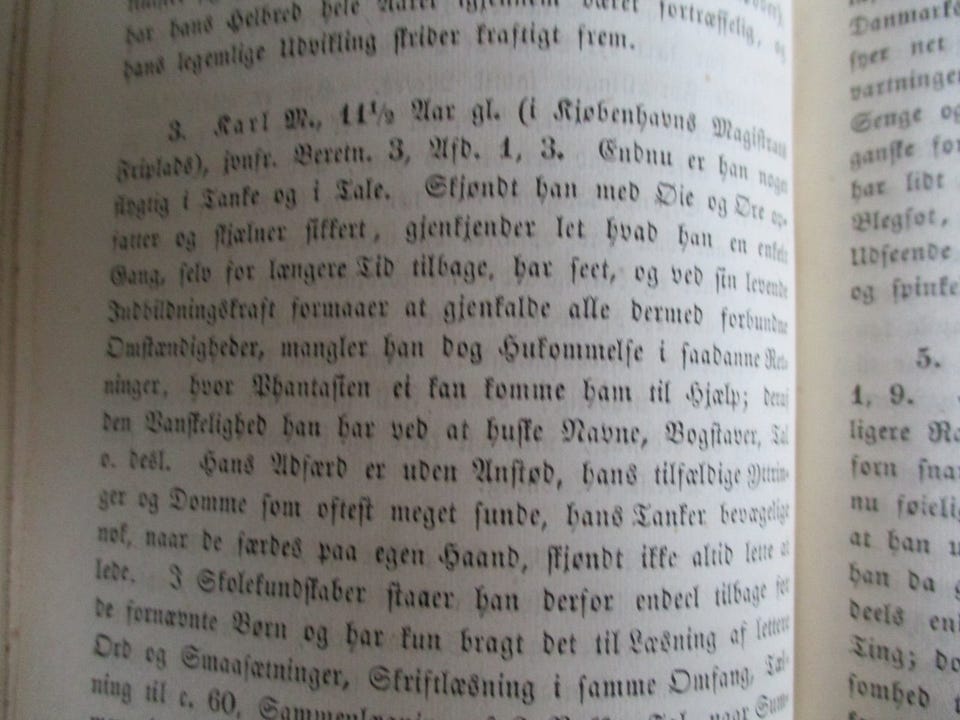 har hans Helbred hele Aaret igjennem været fortræffelig, og
hans legemlige Udvikling skrider kraftigt frem.
3. Karl M., 11½ Aar gl. (i Kjøbenhavns Magistrats
Friplads), jvnfr. Beretn. 3, Afd. 1, 3. Endnu er han noget
flygtig i Tanke og i Tale. Skjøndt han med Øie og Øre op-
fatter og skjælner sikkert, gjenkjender let hvad han en enkelt
Gang, selv for længere Tid tilbage, har seet, og ved sin levende
Indbildningskraft formaaer at gjenkalde alle dermed forbundne
Omstændigheder, mangler han dog Hukommelse i saadanne Ret-
ninger, hvor Phantasien ei kan komme ham til Hjælp; deraf
den Vanskelighed han har ved at huske Navne, Bogstaver, Tal
o. desl. Hans Adfærd er uden Anstød, hans tilfældige Yttrin-
ger og Domme som oftest meget sunde, hans Tanker bevægelige
nok, naar de færdes paa egen Haand, skjøndt ikke altid lette at
lede. I Skolekundskaber staaer han derfor endeel tilbage for
de fornævnte Børn og har kun bragt det til Læsning af lettere
Ord og Smaasætninger, Skriftlæsning i samme Omfang, Tæl-
ning til c. 60, Sammenlægning
Danmarks
svær net
vartninger
Senge og
ganske for
har lidt
Blegsot,
Udseende
og spinkel
5.
1, 9.
ligere
forn snar
nu føielig
at han
han da
deels
Ting; do
somhed